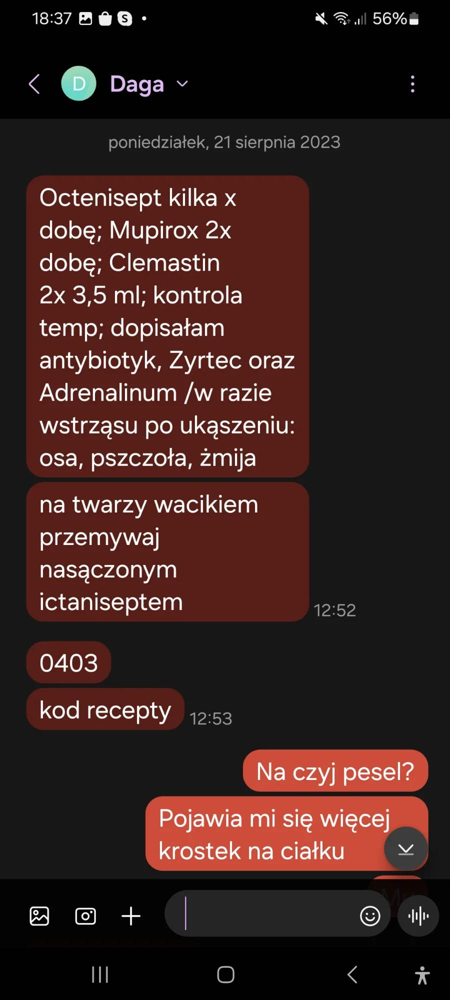 18:37
56%
D Daga
poniedziałek, 21 sierpnia 2023
Octenisept kilka x
dobę; Mupirox 2x
dobę; Clemastin
2x 3,5 ml; kontrola
temp; dopisałam
antybiotyk, Zyrtec oraz
Adrenalinum /w razie
wstrząsu po ukąszeniu:
osa, pszczoła, żmija
na twarzy wacikiem
przemywaj
nasączonym
ictaniseptem
12:52
0403
kod recepty
12:53
Na czyj pesel?
Pojawia mi się więcej
krostek na ciałku